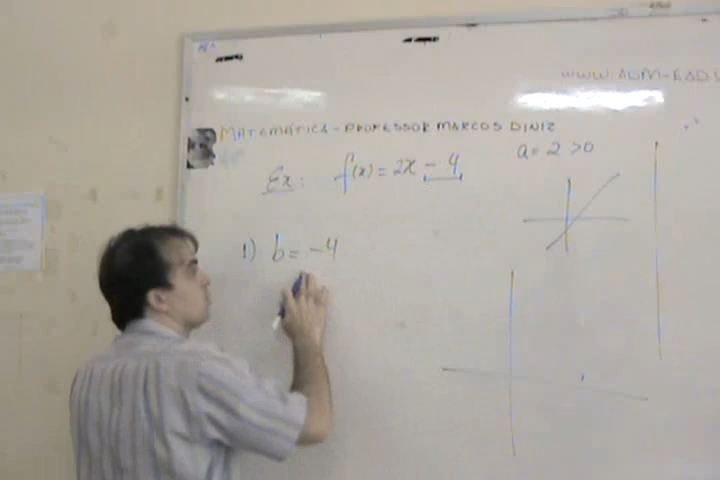 WWW.ADM-EAD.
MATEMÁTICA - PROFESSOR MARCOS DINIZ
Ex: f(x) = 2x - 4
a = 2 > 0
1) b = -4